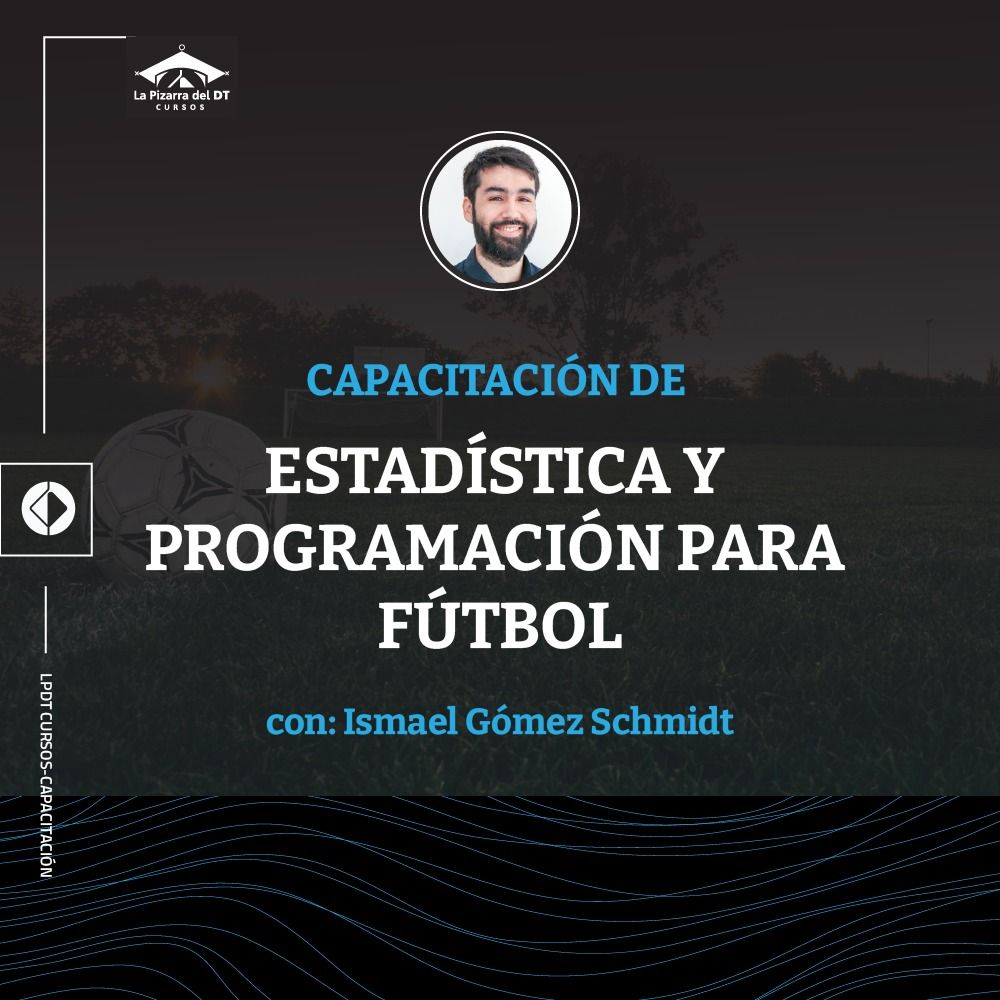 La Pizarra del DT
CURSOS
CAPACITACIÓN DE
ESTADÍSTICA Y
PROGRAMACIÓN PARA
FÚTBOL
con: Ismael Gómez Schmidt
LPDT CURSOS-CAPACITACIÓN